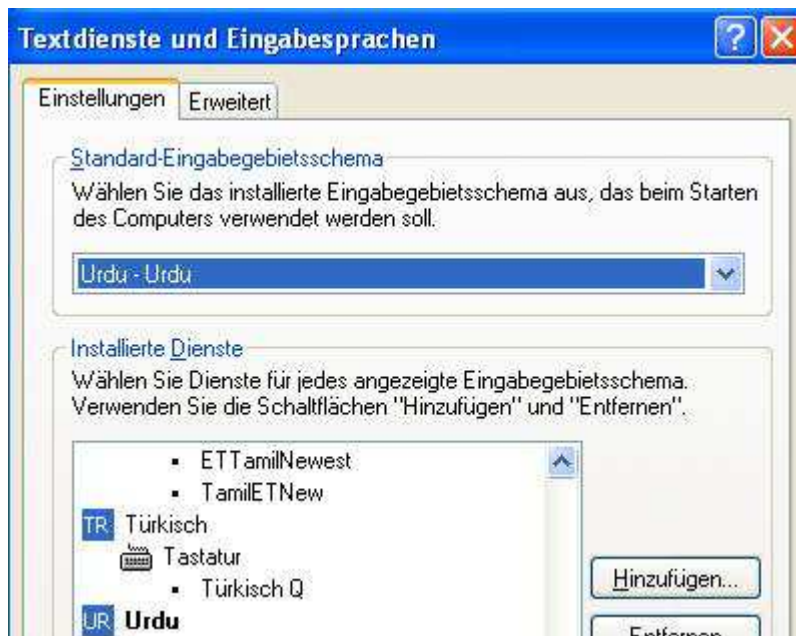 Textdienste und Eingabesprachen
Einstellungen Erweitert
Standard-Eingabegebietsschema
Wählen Sie das installierte Eingabegebietsschema aus, das beim Starten
des Computers verwendet werden soll.
Urdu - Urdu
Installierte Dienste
Wählen Sie Dienste für jedes angezeigte Eingabegebietsschema.
Verwenden Sie die Schaltflächen "Hinzufügen" und "Entfernen".
ETTamilNewest
TamilETNew
TR Türkisch
Tastatur
Türkisch Q
Hinzufügen...
UR Urdu
Entfernen